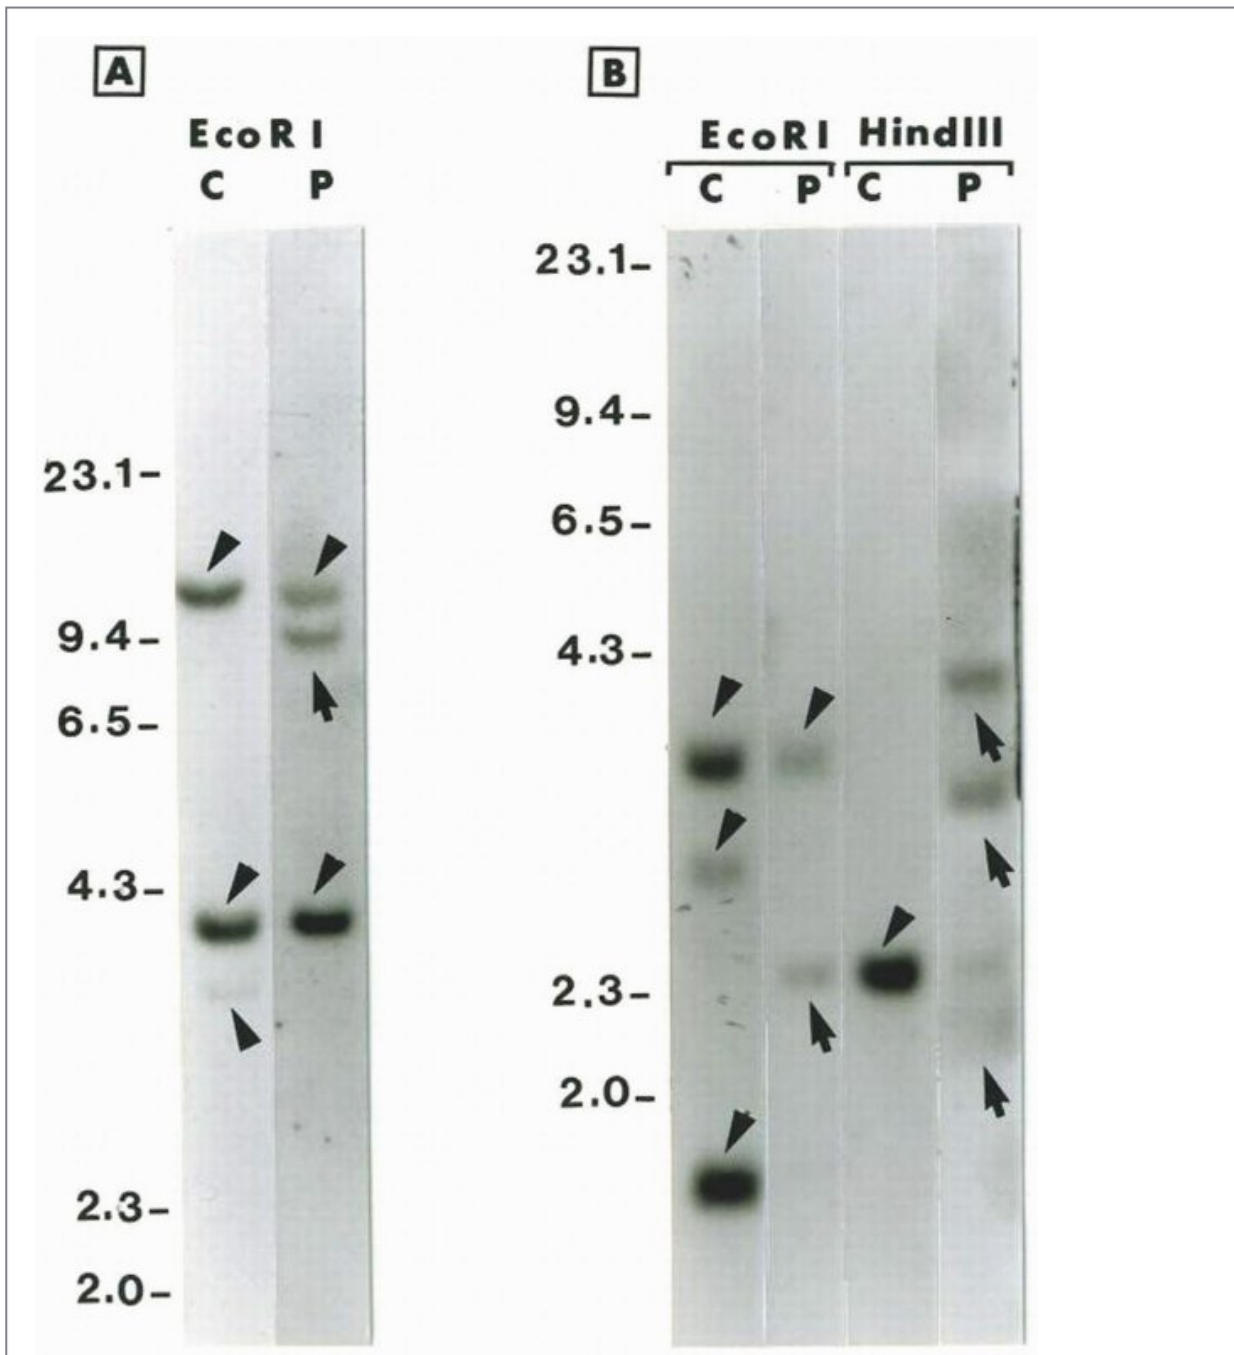 A
EcoR I
C P
23.1-
9.4-
6.5-
4.3-
2.3-
2.0-
B
EcoRI HindIII
C P C P
23.1-
9.4-
6.5-
4.3-
2.3-
2.0-